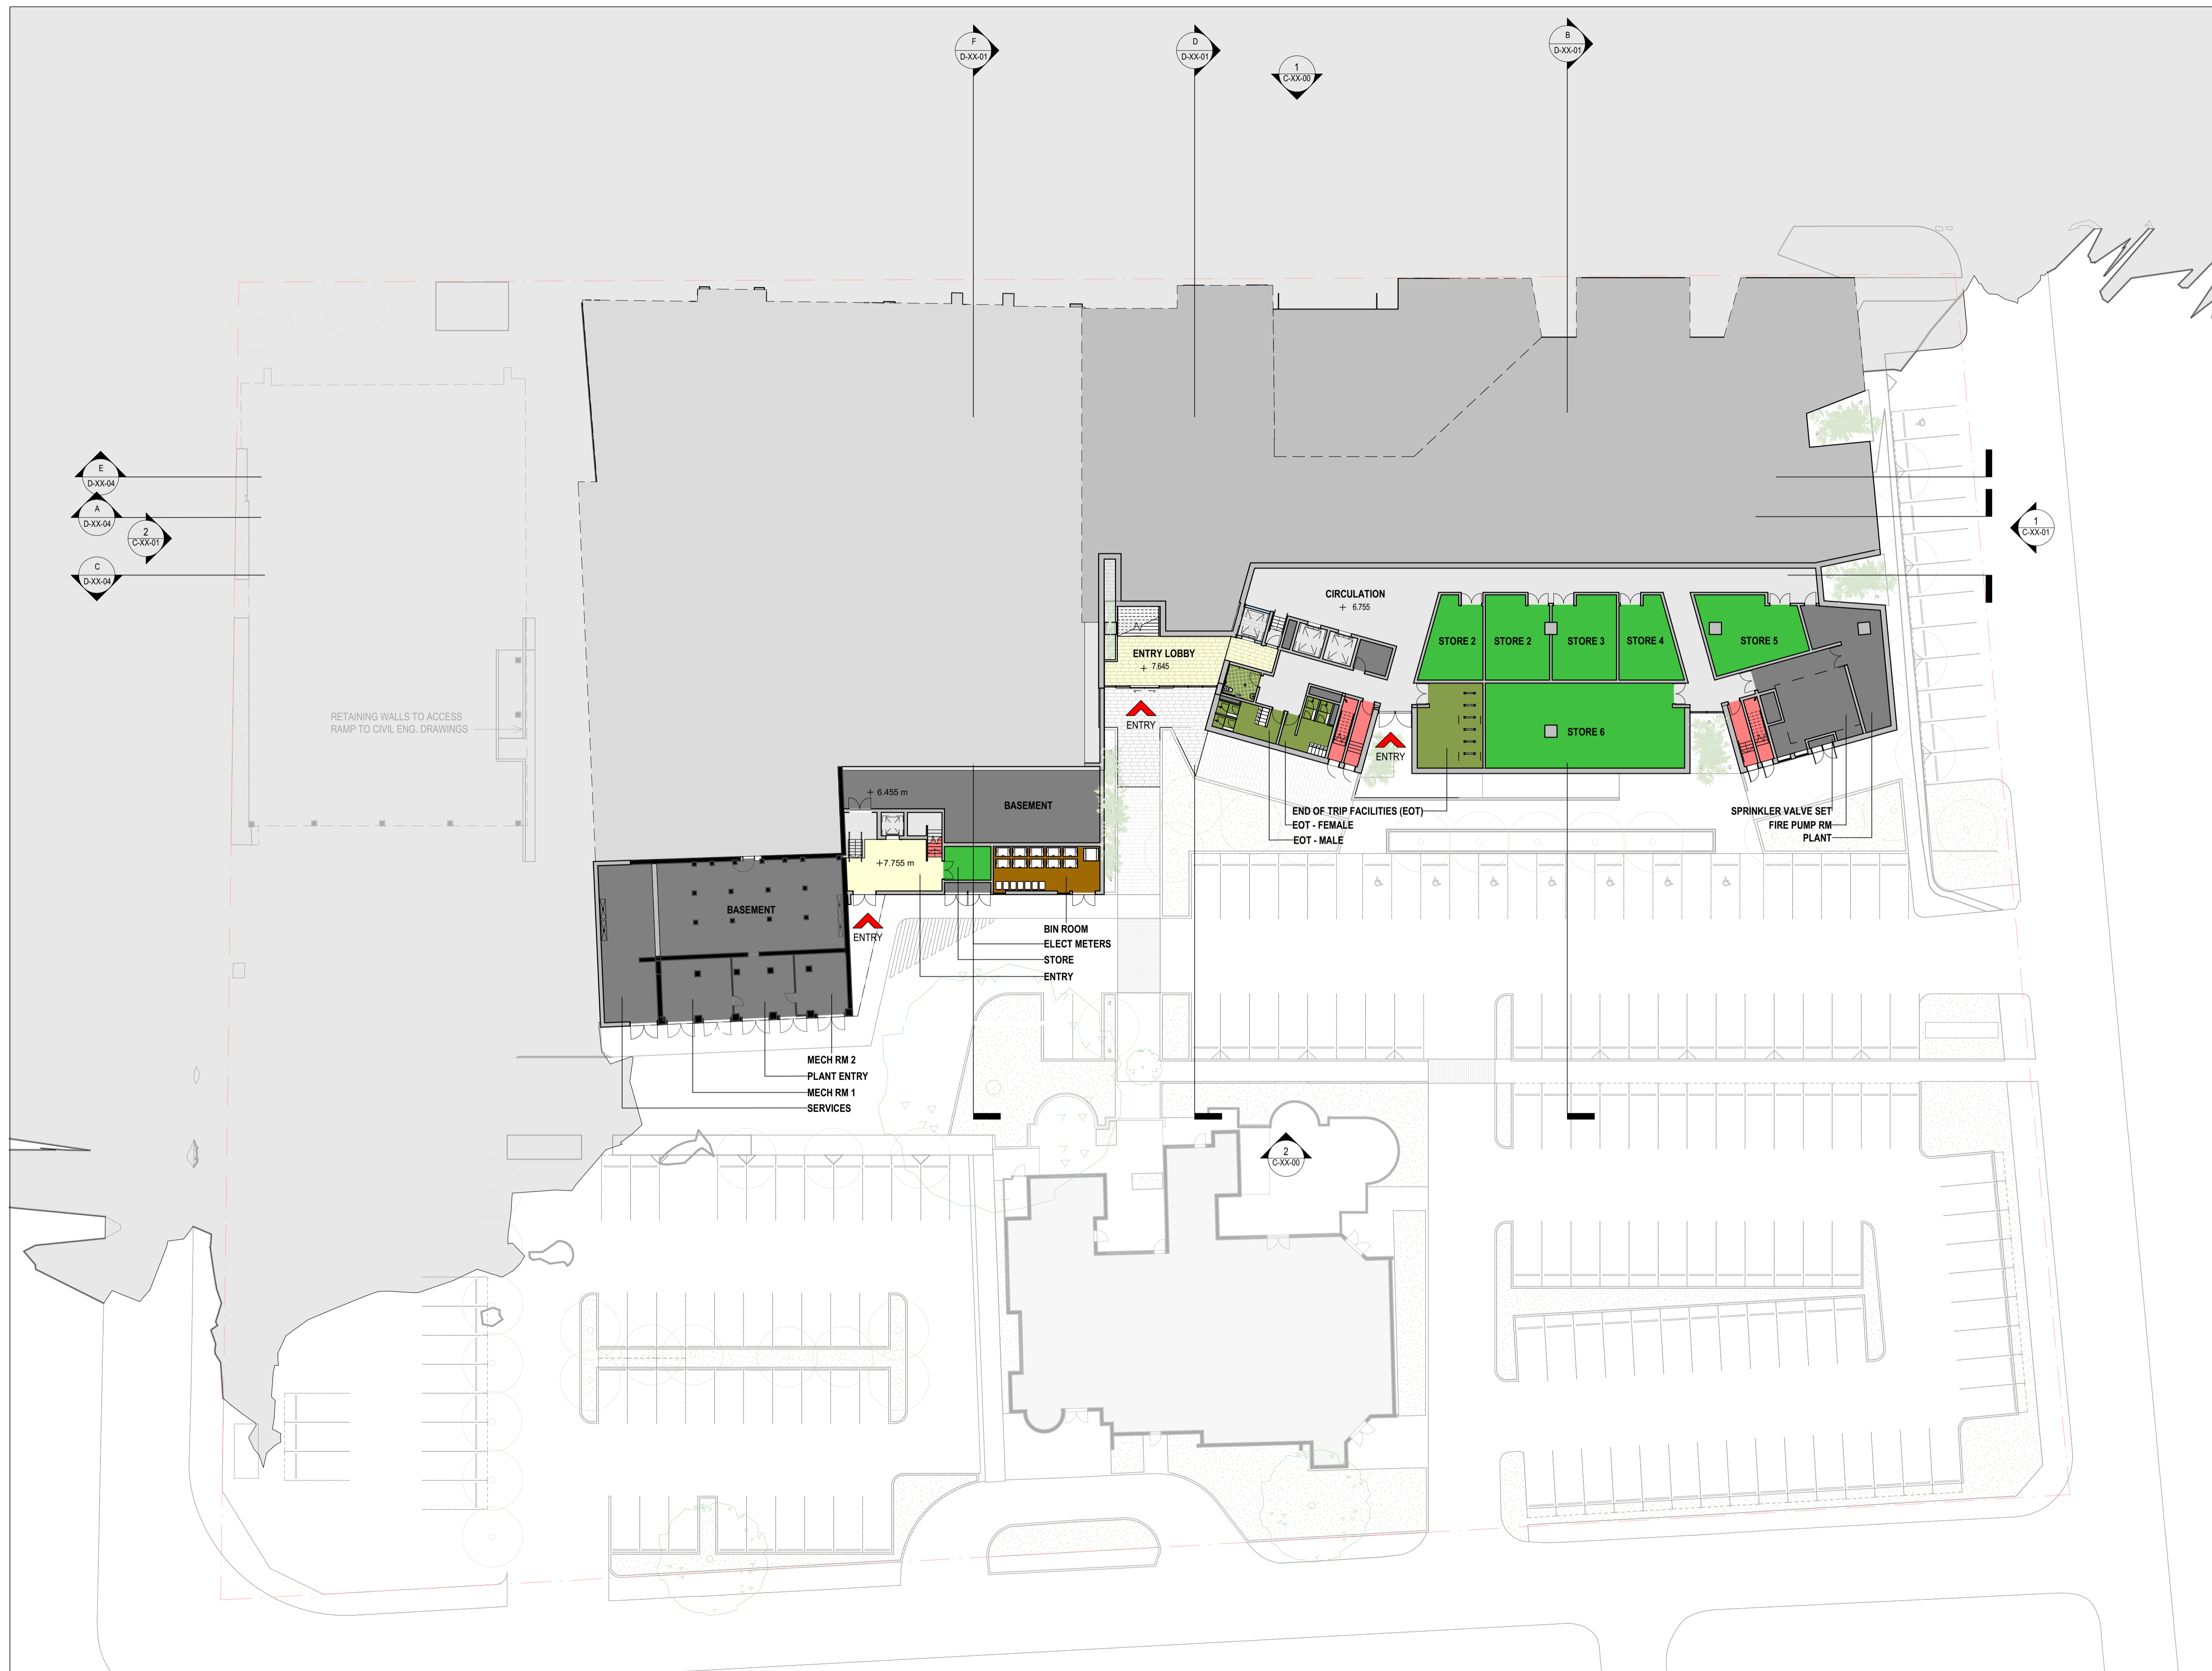 F
D-XX-01
D
D-XX-01
B
D-XX-01
1
C-XX-00
E
D-XX-04
A
D-XX-04
2
C-XX-01
C
D-XX-04
1
C-XX-01
CIRCULATION
6.755
STORE 2
STORE 2
STORE 3
STORE 4
STORE 5
ENTRY LOBBY
7.645
RETAINING WALLS TO ACCESS
RAMP TO CIVIL ENG. DRAWINGS
ENTRY
STORE 6
ENTRY
6.455 m
BASEMENT
END OF TRIP FACILITIES (EOT)
EOT - FEMALE
EOT - MALE
SPRINKLER VALVE SET
FIRE PUMP RM
PLANT
+7.755 m
BASEMENT
ENTRY
BIN ROOM
ELECT METERS
STORE
ENTRY
MECH RM 2
PLANT ENTRY
MECH RM 1
SERVICES
2
C-XX-00